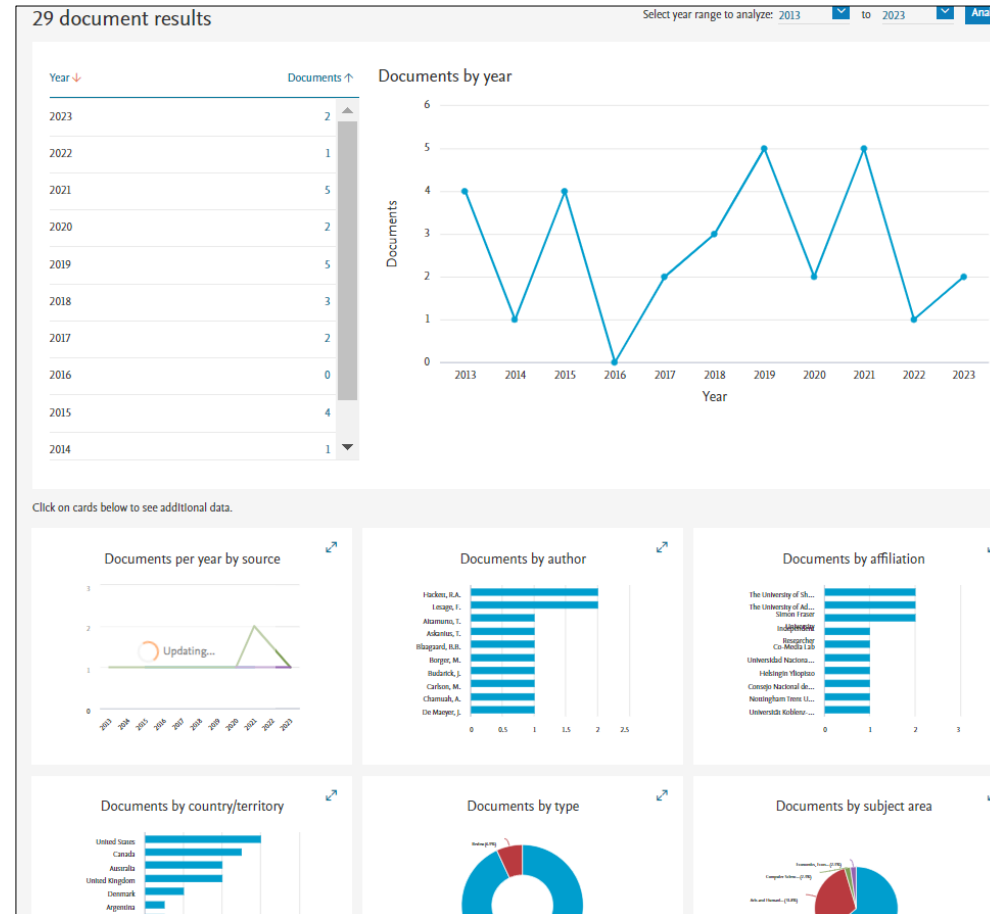 29 document results
Select year range to analyze: 2013 to 2023
Year Documents
2023 2
2022 1
2021 5
2020 2
2019 5
2018 3
2017 2
2016 0
2015 4
2014 1
Documents by year
6
5
4
3
2
1
0
Documents
2013 2014 2015 2016 2017 2018 2019 2020 2021 2022 2023
Year
Click on cards below to see additional data.
Documents per year by source
3
2
1
0
Updating...
2013 2014 2015 2016 2017 2018 2019 2020 2021 2022 2023
Documents by author
Hackett, R.A.
Lesage, F.
Askanius, T.
Blaagaard, B.B.
Borger, M.
Budarick, J.
Carlson, M.
Chamuah, A.
De Maeyer, J.
0 0.5 1 1.5 2 2.5
Documents by affiliation
The University of Sh...
The University of Ad...
Simon Fraser
University
Independent
Researcher
Co-Media Lab
Universidad Naciona...
Helsingin Yliopisto
Consejo Nacional de...
Nottingham Trent U...
Universität Koblenz-...
0 1 2 3
Documents by country/territory
United States
Canada
Australia
United Kingdom
Denmark
Argentina
Documents by type
Documents by subject area